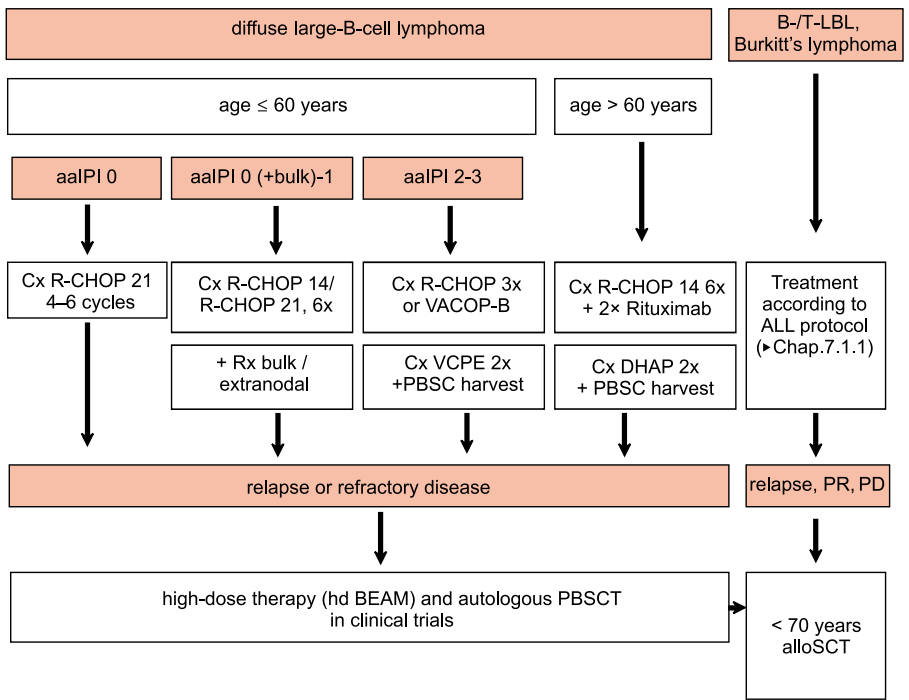 diffuse large-B-cell lymphoma
B-/T-LBL,
Burkitt's lymphoma
age ≤ 60 years
age > 60 years
aaIPI 0
aaIPI 0 (+bulk)-1
aaIPI 2-3
Cx R-CHOP 21
4–6 cycles
Cx R-CHOP 14/
R-CHOP 21, 6x
Cx R-CHOP 3x
or VACOP-B
Cx R-CHOP 14 6x
+ 2× Rituximab
Treatment
according to
ALL protocol
(▸Chap.7.1.1)
+ Rx bulk /
extranodal
Cx VCPE 2x
+PBSC harvest
Cx DHAP 2x
+ PBSC harvest
relapse or refractory disease
relapse, PR, PD
high-dose therapy (hd BEAM) and autologous PBSCT
in clinical trials
< 70 years
alloSCT